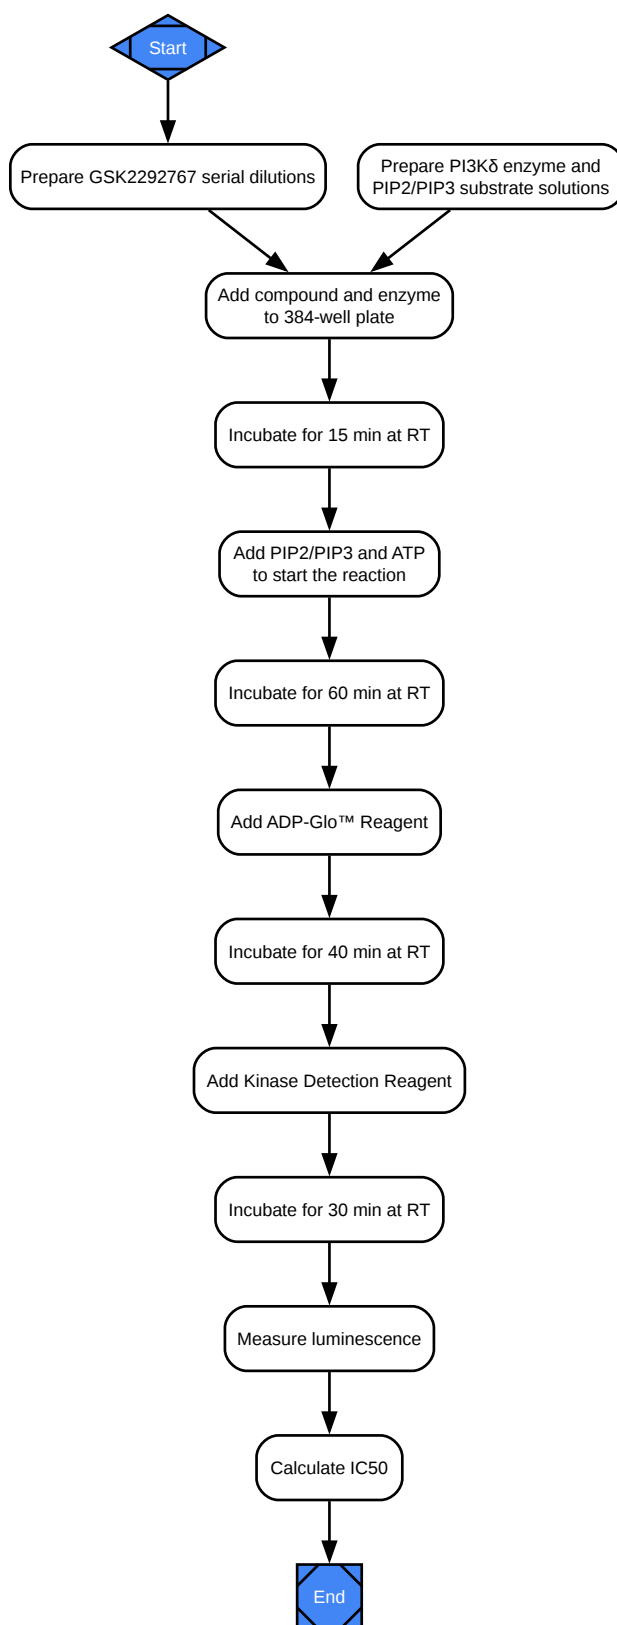 Start
Prepare GSK2292767 serial dilutions
Prepare PI3Kδ enzyme and
PIP2/PIP3 substrate solutions
Add compound and enzyme
to 384-well plate
Incubate for 15 min at RT
Add PIP2/PIP3 and ATP
to start the reaction
Incubate for 60 min at RT
Add ADP-Glo™ Reagent
Incubate for 40 min at RT
Add Kinase Detection Reagent
Incubate for 30 min at RT
Measure luminescence
Calculate IC50
End